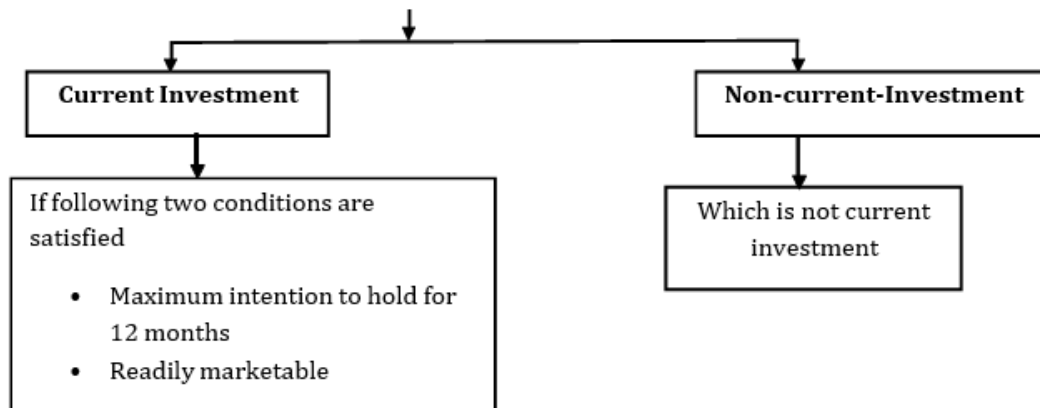 Current Investment
Non-current-Investment
If following two conditions are
satisfied
• Maximum intention to hold for
12 months
• Readily marketable
Which is not current
investment